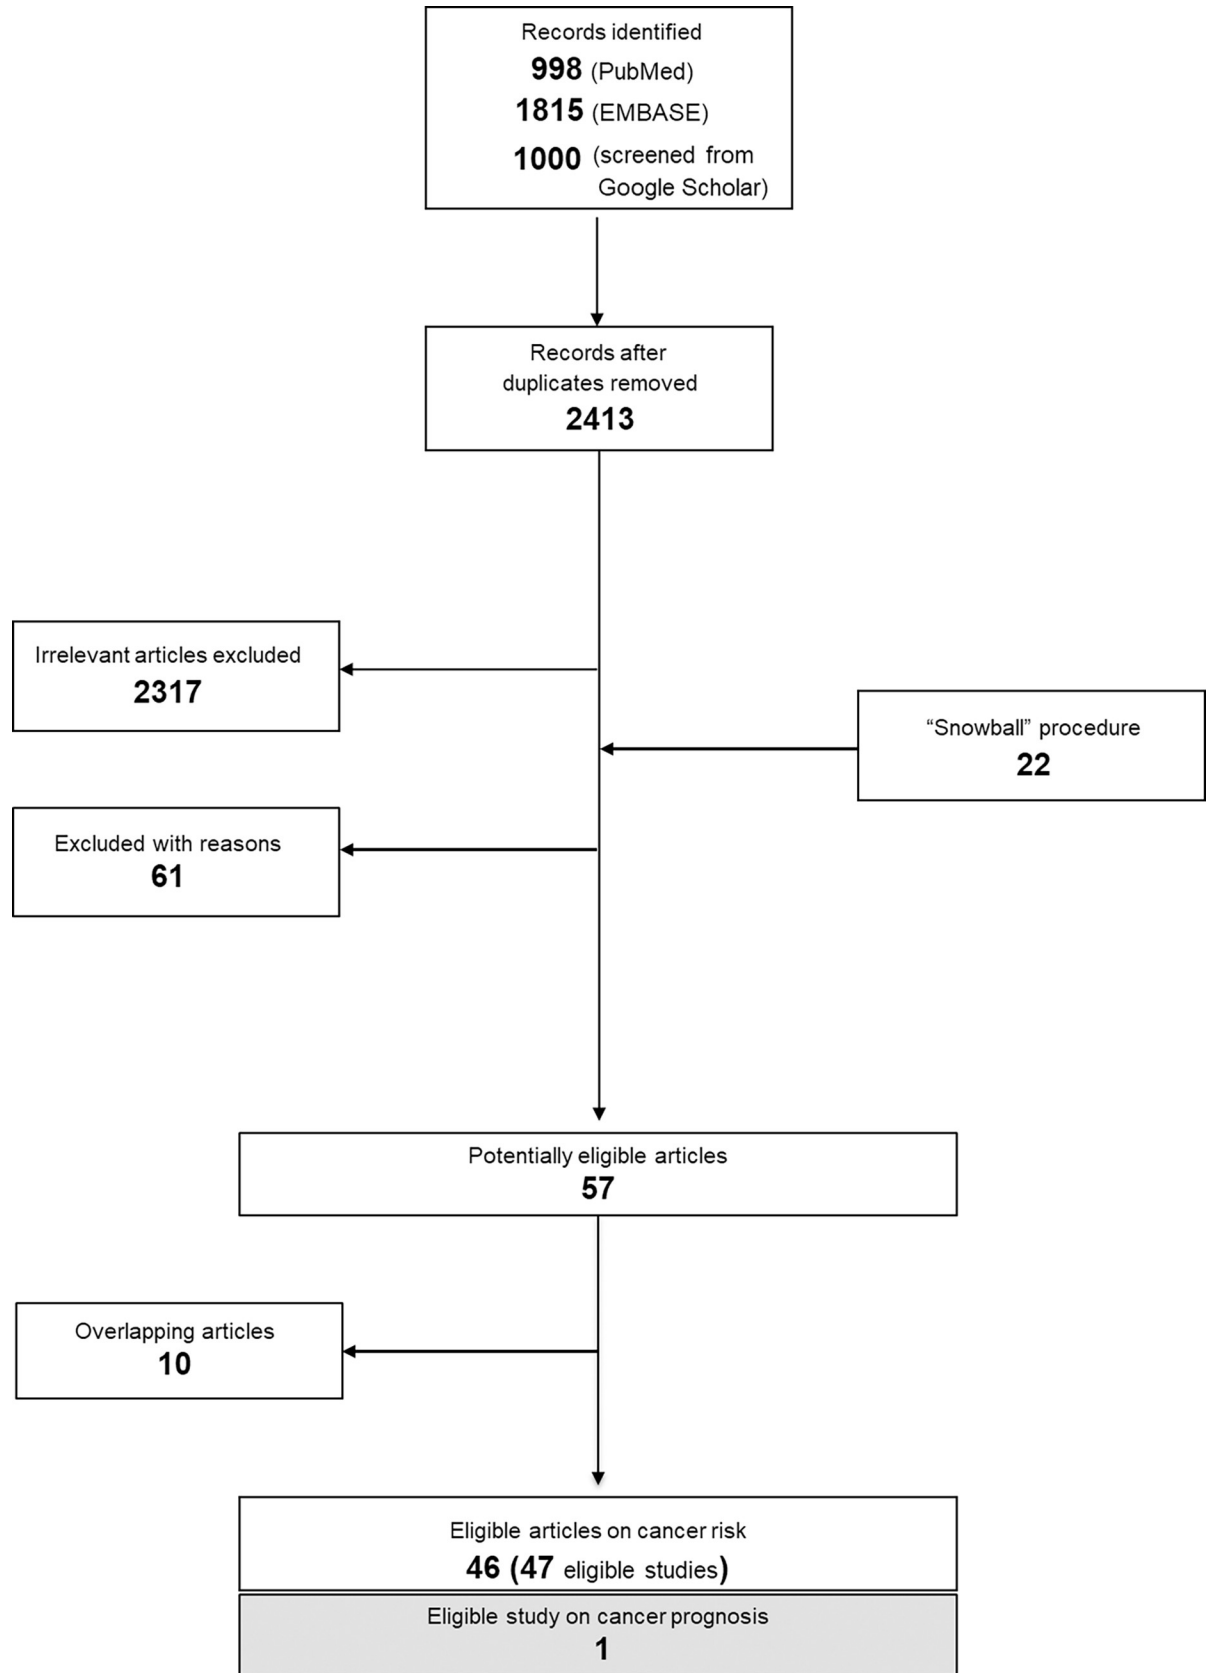 Records identified
998 (PubMed)
1815 (EMBASE)
1000 (screened from
Google Scholar)
Records after
duplicates removed
2413
Irrelevant articles excluded
2317
“Snowball” procedure
22
Excluded with reasons
61
Potentially eligible articles
57
Overlapping articles
10
Eligible articles on cancer risk
46 (47 eligible studies)
Eligible study on cancer prognosis
1